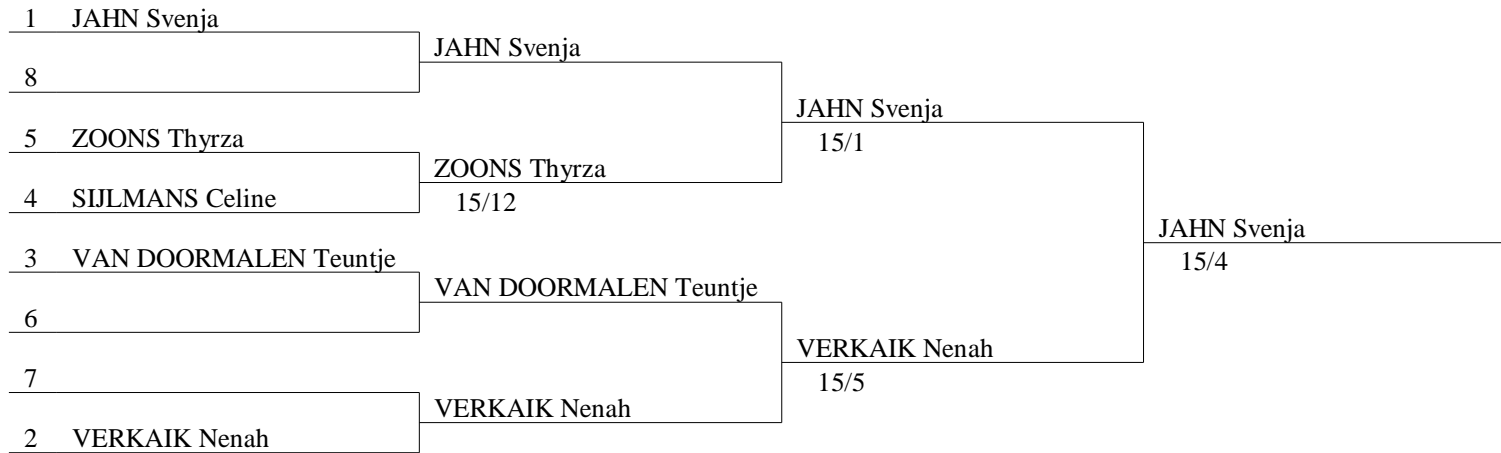 1 JAHN Svenja
JAHN Svenja
8
JAHN Svenja
5 ZOONS Thyrza
15/1
ZOONS Thyrza
4 SIJLMANS Celine
15/12
JAHN Svenja
3 VAN DOORMALEN Teuntje
15/4
VAN DOORMALEN Teuntje
6
VERKAIK Nenah
7
15/5
VERKAIK Nenah
2 VERKAIK Nenah